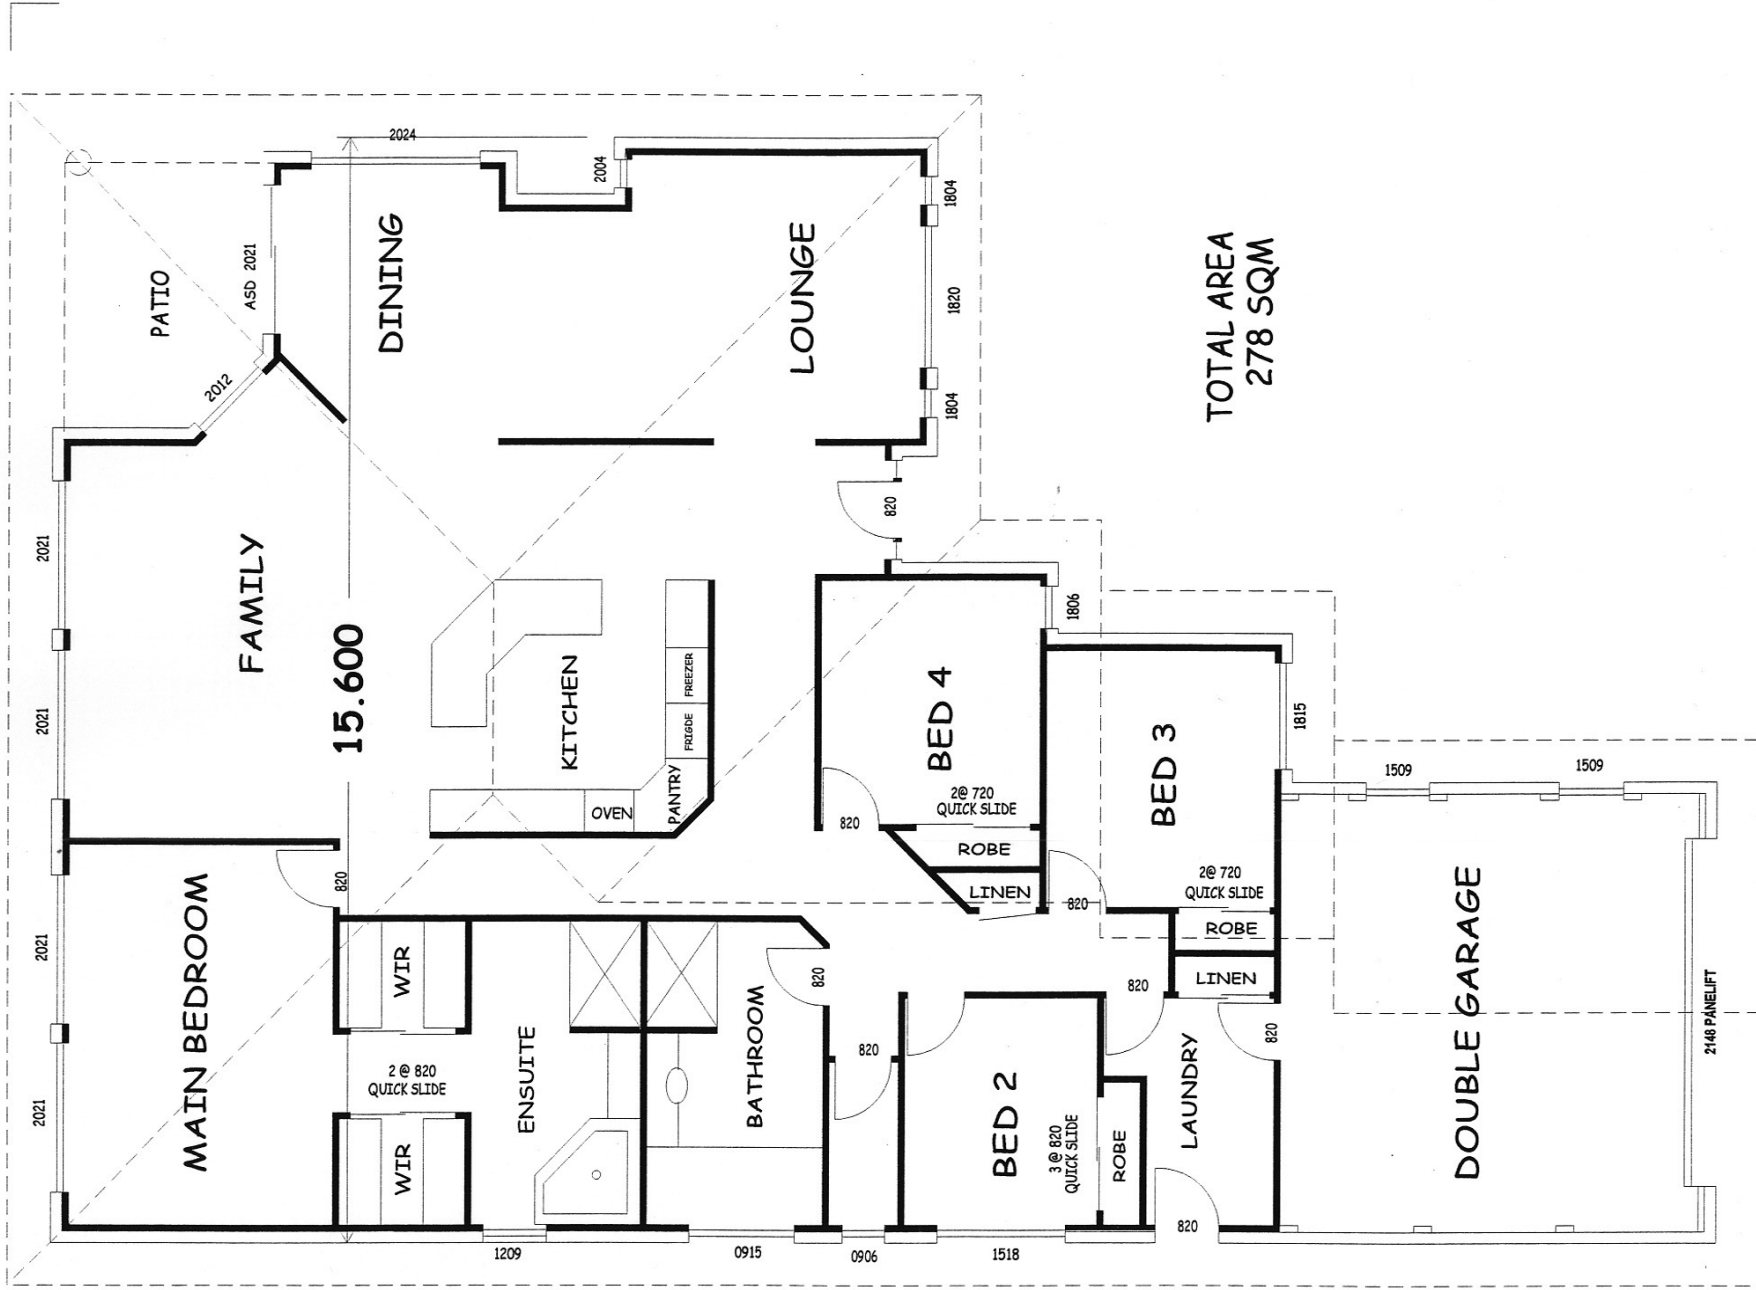 2024
2004
1804
DINING
LOUNGE
PATIO
ASD 2021
1820
TOTAL AREA
278 SQM
2012
1804
820
2021
FAMILY
1806
15.600
KITCHEN
FREEZER
FRIGDE
PANTRY
OVEN
BED 4
2@ 720
QUICK SLIDE
820
ROBE
LINEN
BED 3
1815
2@ 720
QUICK SLIDE
820
ROBE
LINEN
1509
1509
2021
820
MAIN BEDROOM
2021
WIR
2 @ 820
QUICK SLIDE
WIR
ENSUITE
BATHROOM
820
820
820
820
BED 2
3 @ 820
QUICK SLIDE
ROBE
LAUNDRY
DOUBLE GARAGE
2148 PANELIFT
2021
820
1209
0915
0906
1518